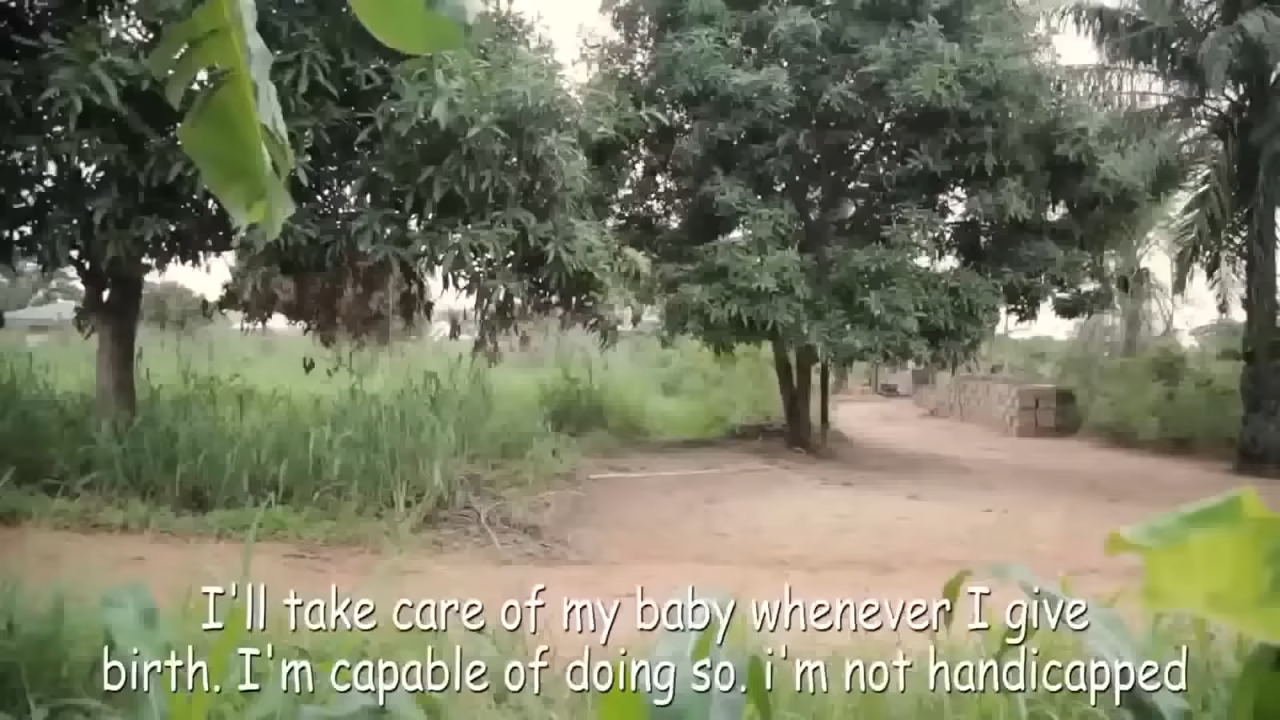 I'll take care of my baby whenever I give
birth. I'm capable of doing so. i'm not handicapped